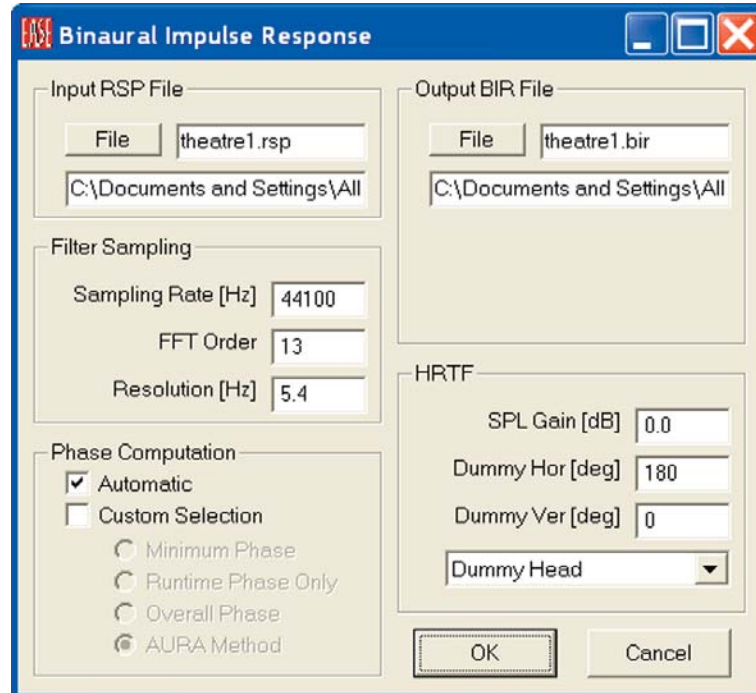 EASE Binaural Impulse Response
Input RSP File
File theatre1.rsp
C:\Documents and Settings\All
Filter Sampling
Sampling Rate [Hz] 44100
FFT Order 13
Resolution [Hz] 5.4
Phase Computation
Automatic
Custom Selection
Minimum Phase
Runtime Phase Only
Overall Phase
AURA Method
Output BIR File
File theatre1.bir
C:\Documents and Settings\All
HRTF
SPL Gain [dB] 0.0
Dummy Hor [deg] 180
Dummy Ver [deg] 0
Dummy Head
OK Cancel